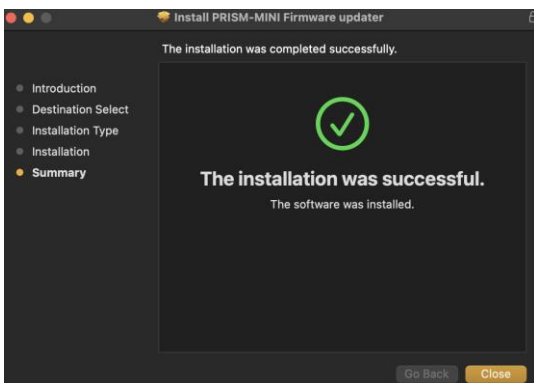 Install PRISM-MINI Firmware updater
The installation was completed successfully.
Introduction
Destination Select
Installation Type
Installation
Summary
The installation was successful.
The software was installed.
Go Back
Close